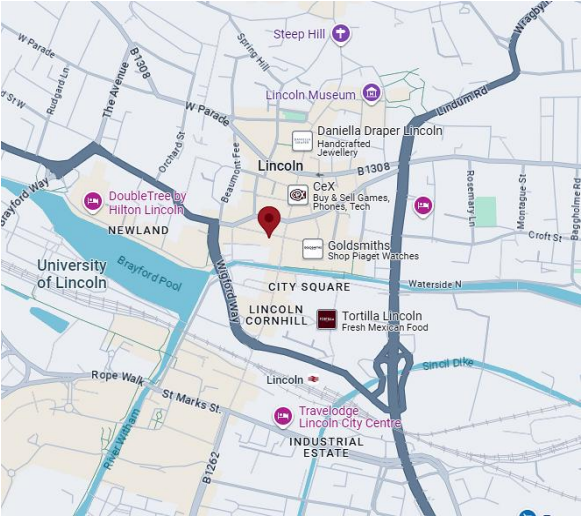 Steep Hill
Wragby
W Parade
B1308
Spring Hill
The Avenue
Rudgard Ln
Lincoln Museum
Lindum Rd
W Parade
Orchard St
Daniella Draper Lincoln
Handcrafted
Jewellery
Beaumont Fee
Lincoln
B1308
CeX
Buy & Sell Games,
Phones, Tech
Brayford Way
DoubleTree by
Hilton Lincoln
Rosemary Ln
Montague St
Baggholme Rd
NEWLAND
Croft St
Goldsmiths
Shop Piaget Watches
University
of Lincoln
Brayford Pool
Wigford Way
CITY SQUARE
Waterside N
LINCOLN
CORNHILL
Tortilla Lincoln
Fresh Mexican Food
Rope Walk
Lincoln
Sincil Dike
St Marks St.
Travelodge
Lincoln City Centre
River Witham
B1262
INDUSTRIAL
ESTATE